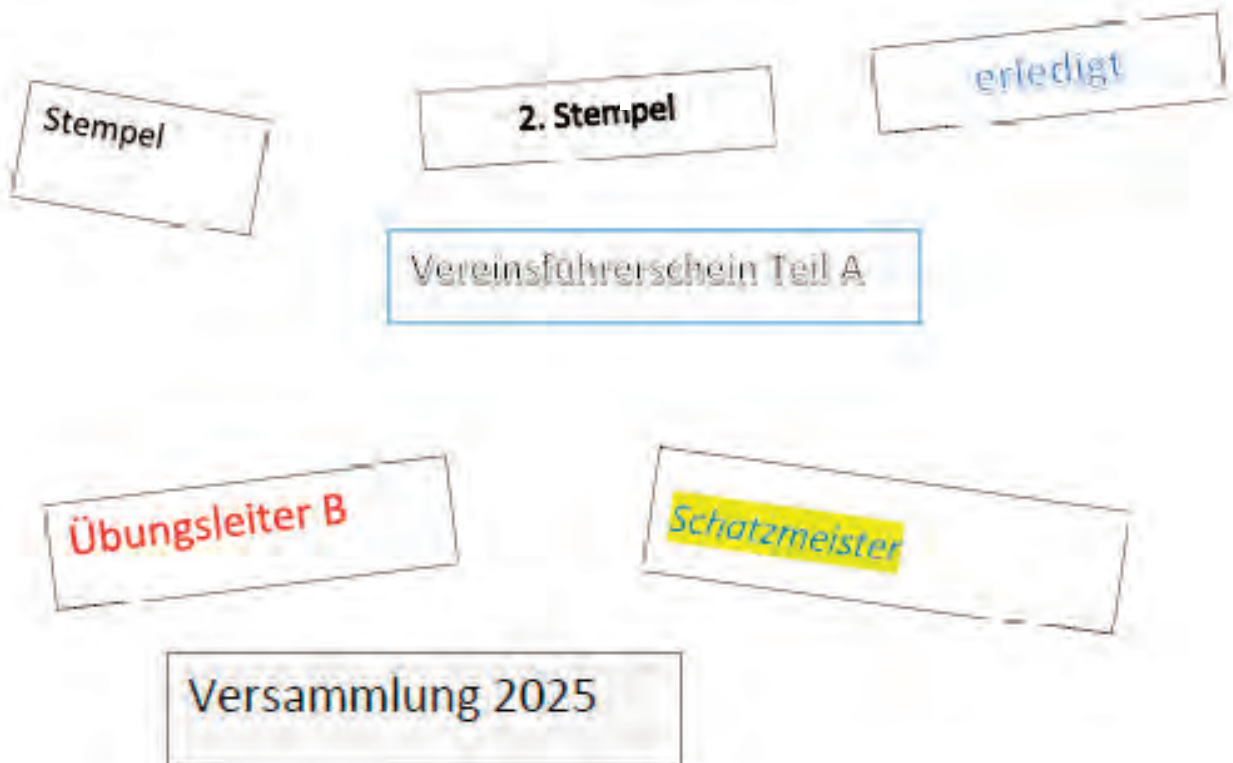 Stempel
2. Stempel
erledigt
Vereinsführerschein Teil A
Übungsleiter B
Schatzmeister
Versammlung 2025